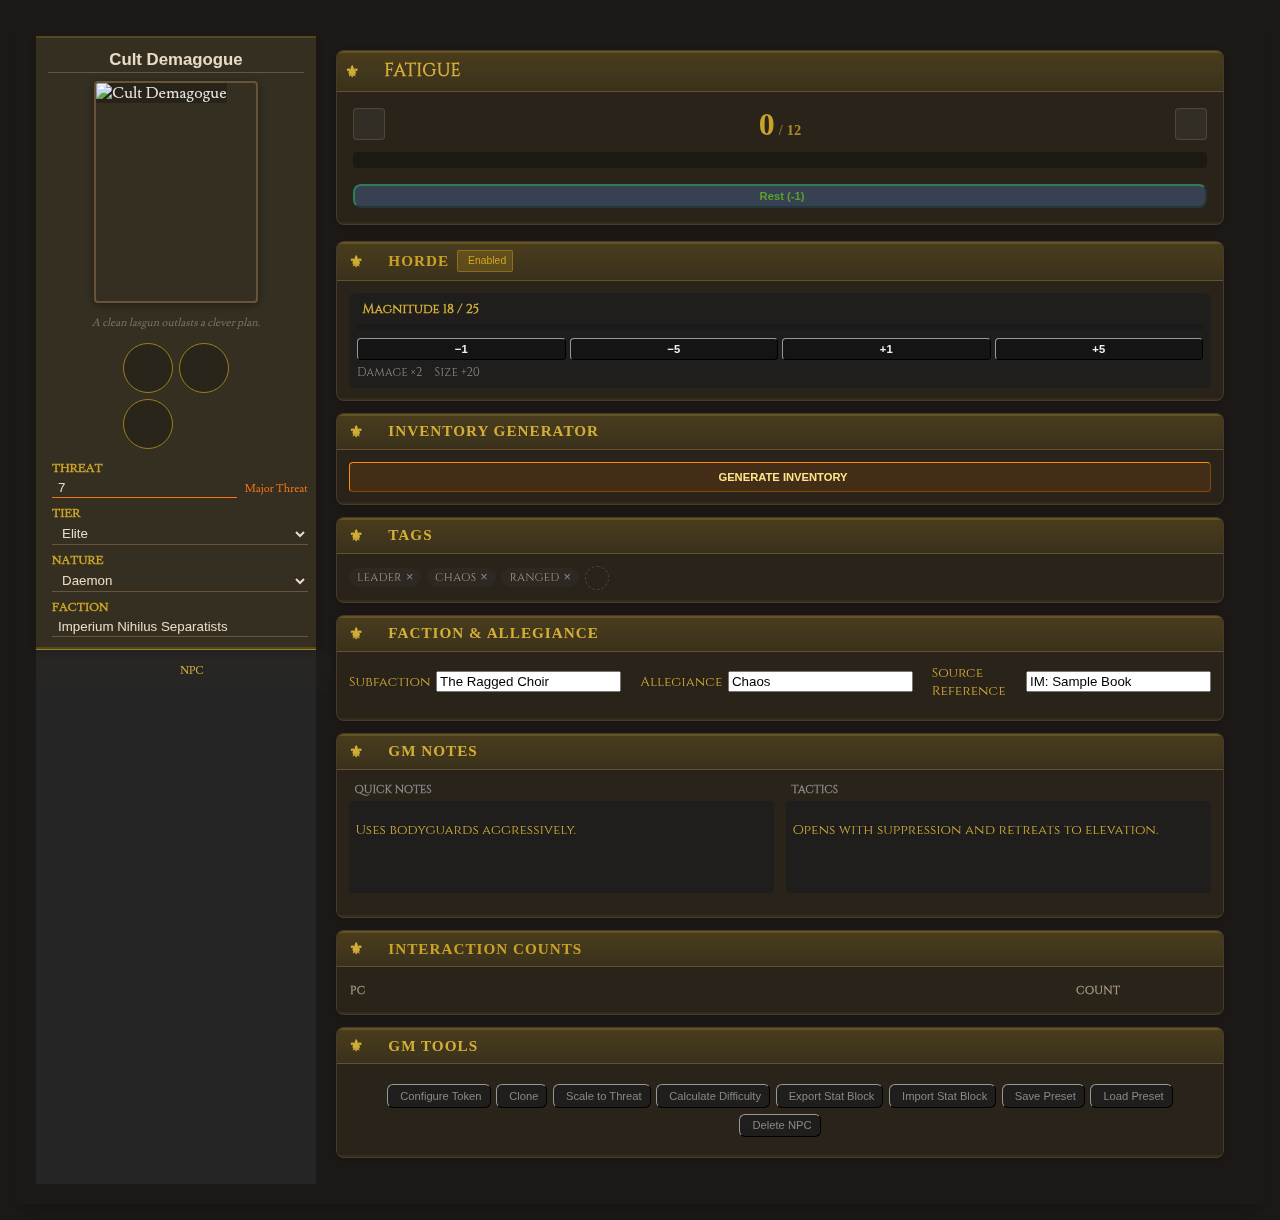 Cult Demagogue
Cult Demagogue
A clean lasgun outlasts a clever plan.
THREAT
7 Major Threat
TIER
Elite
NATURE
Daemon
FACTION
Imperium Nihilus Separatists
NPC
⚜ FATIGUE
0 / 12
Rest (-1)
⚜ HORDE Enabled
Magnitude 18 / 25
−1 −5 +1 +5
Damage ×2 Size +20
⚜ INVENTORY GENERATOR
GENERATE INVENTORY
⚜ TAGS
LEADER × CHAOS × RANGED ×
⚜ FACTION & ALLEGIANCE
Subfaction The Ragged Choir Allegiance Chaos Source Reference IM: Sample Book
⚜ GM NOTES
QUICK NOTES TACTICS
Uses bodyguards aggressively. Opens with suppression and retreats to elevation.
⚜ INTERACTION COUNTS
PC COUNT
⚜ GM TOOLS
Configure Token Clone Scale to Threat Calculate Difficulty Export Stat Block Import Stat Block Save Preset Load Preset
Delete NPC